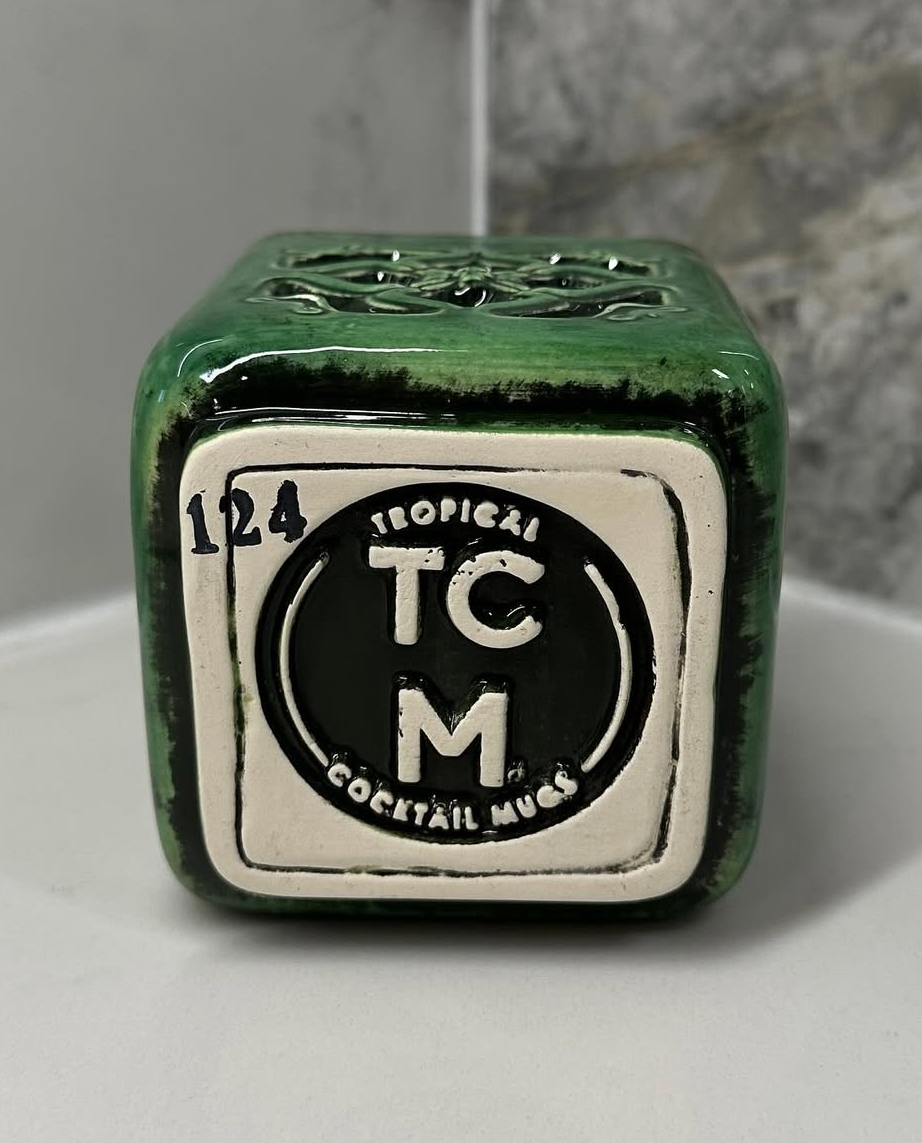 124
TROPICAL
TC
M
COCKTAIL MUGS